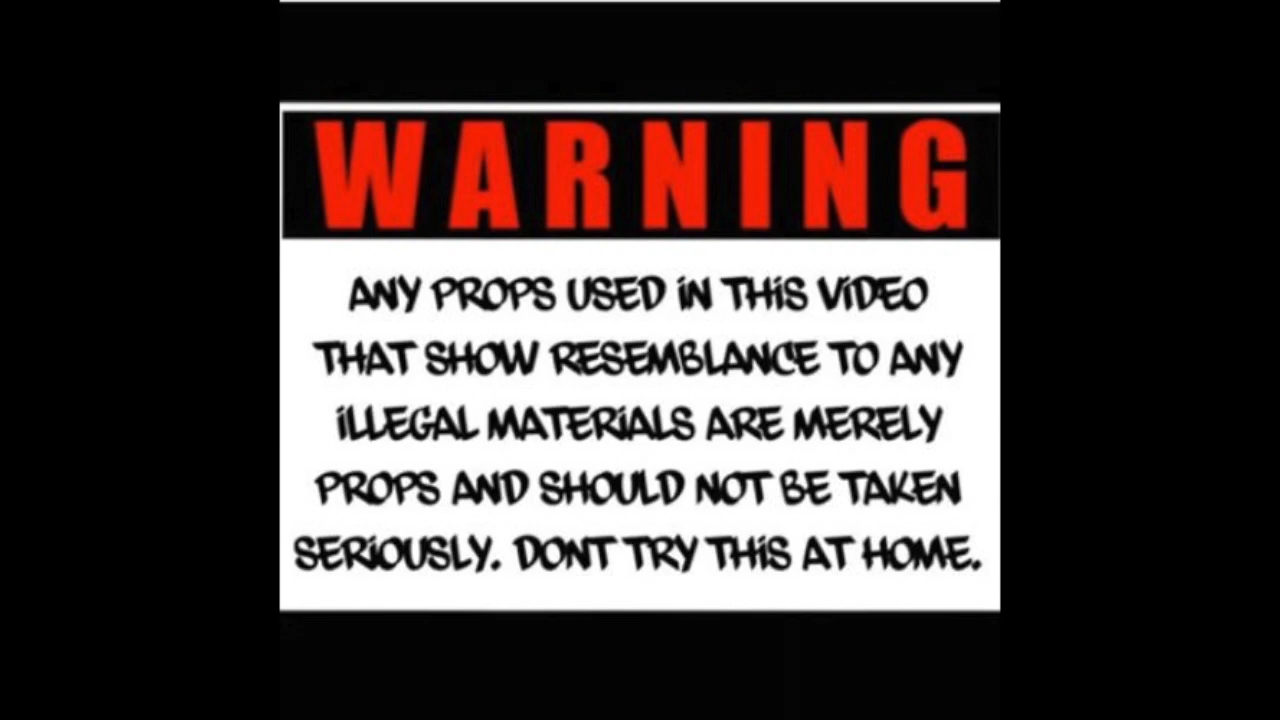 WARNING
ANY PROPS USED iN THiS ViDEO
THAT SHOW RESEMBLANCE TO ANY
iLLEGAL MATERiALS ARE MERELY
PROPS AND SHOULD NOT BE TAKEN
SERiOUSLY. DONT TRY THiS AT HOME.